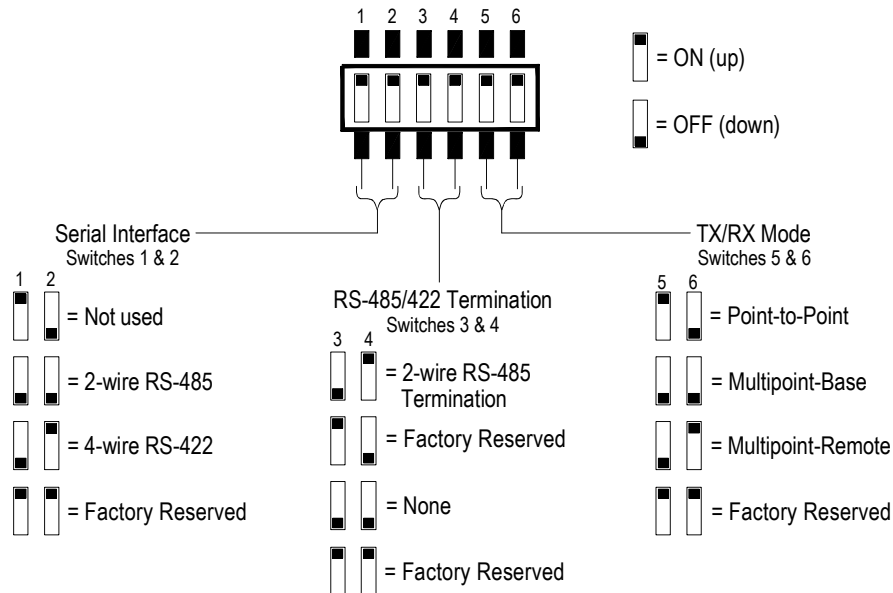 1 2 3 4 5 6
= ON (up)
= OFF (down)
Serial Interface
Switches 1 & 2
1 2
= Not used
= 2-wire RS-485
= 4-wire RS-422
= Factory Reserved
RS-485/422 Termination
Switches 3 & 4
3 4
= 2-wire RS-485
Termination
= Factory Reserved
= None
= Factory Reserved
TX/RX Mode
Switches 5 & 6
5 6
= Point-to-Point
= Multipoint-Base
= Multipoint-Remote
= Factory Reserved